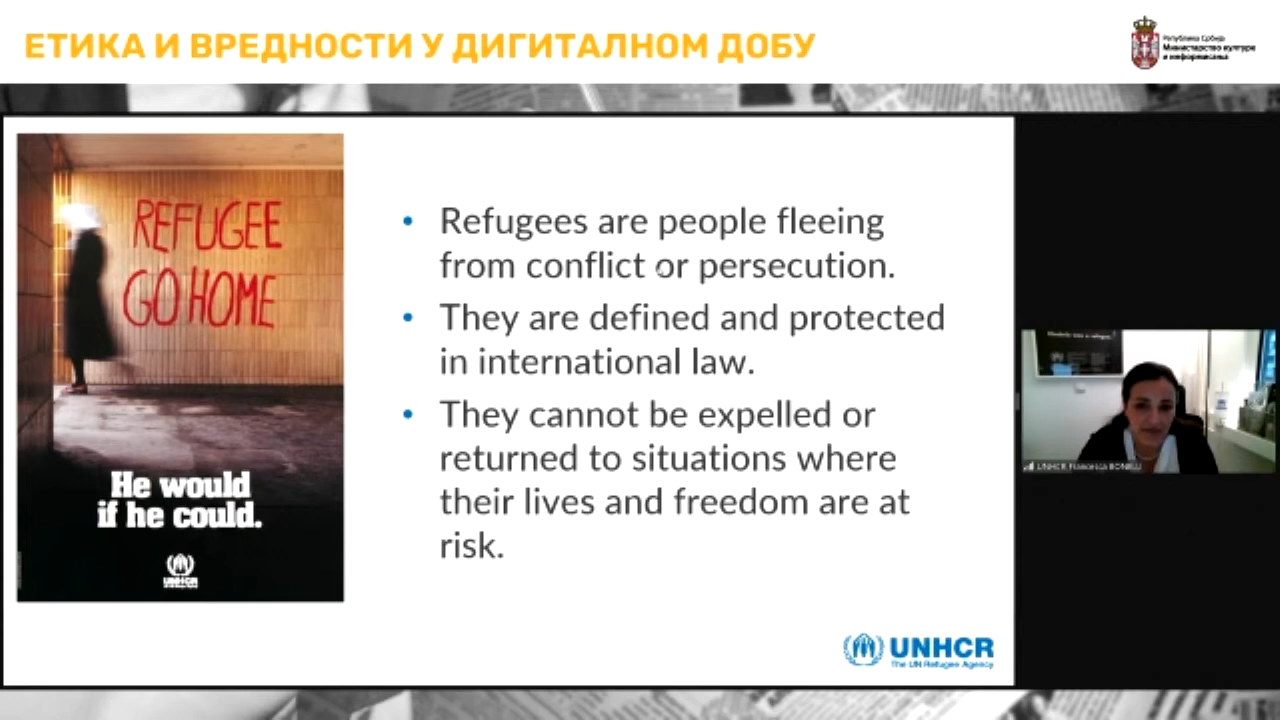 ЕТИКА И ВРЕДНОСТИ У ДИГИТАЛНОМ ДОБУ
Република Србија
Министарство културе
и информисања
REFUGEE
GO HOME
He would
if he could.
UNHCR
• Refugees are people fleeing
from conflict or persecution.
• They are defined and protected
in international law.
• They cannot be expelled or
returned to situations where
their lives and freedom are at
risk.
UNHCR
The UN Refugee Agency
UNHCR Francesca BONELLI